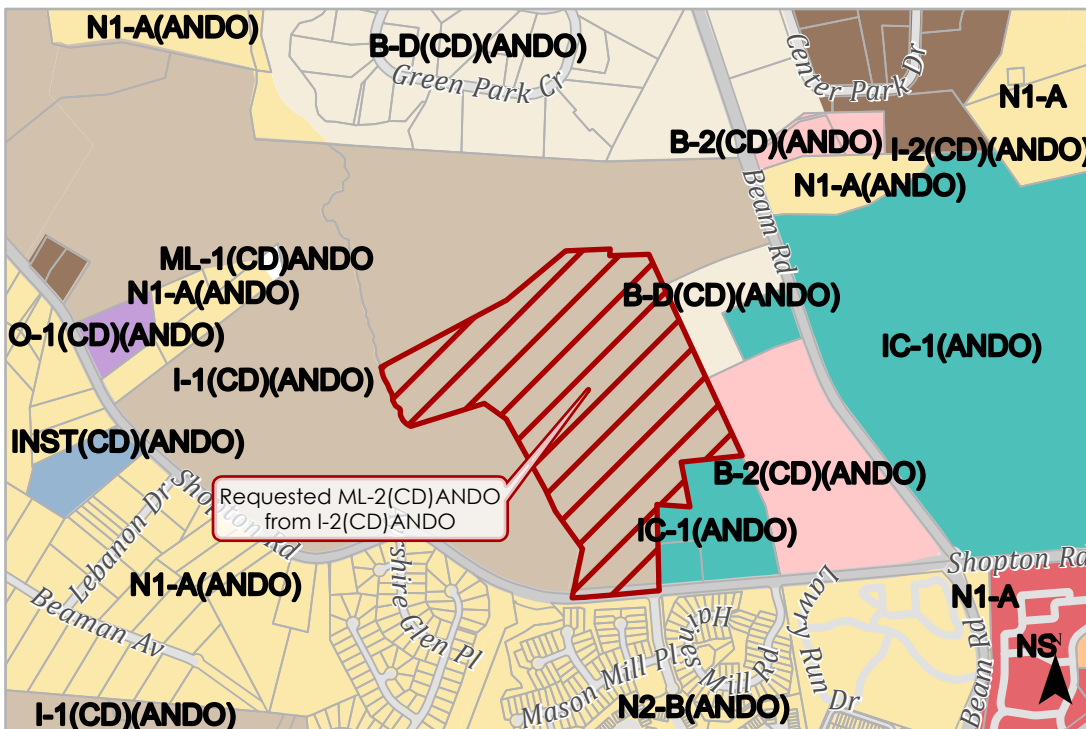 N1-A(ANDO)
B-D(CD)(ANDO)
Green Park Cr
Center Park Dr
N1-A
B-2(CD)(ANDO)
I-2(CD)(ANDO)
N1-A(ANDO)
Beam Rd
ML-1(CD)ANDO
N1-A(ANDO)
B-D(CD)(ANDO)
O-1(CD)(ANDO)
IC-1(ANDO)
I-1(CD)(ANDO)
INST(CD)(ANDO)
B-2(CD)(ANDO)
Requested ML-2(CD)ANDO
from I-2(CD)ANDO
IC-1(ANDO)
Lebanon Dr
Shopton Rd
Shopton Rd
N1-A(ANDO)
Beaman Av
Glen Pl
Haines Mill Rd
Lawry Run Dr
N1-A
NS
N
Mason Mill Pl
Beam Rd
N2-B(ANDO)
I-1(CD)(ANDO)